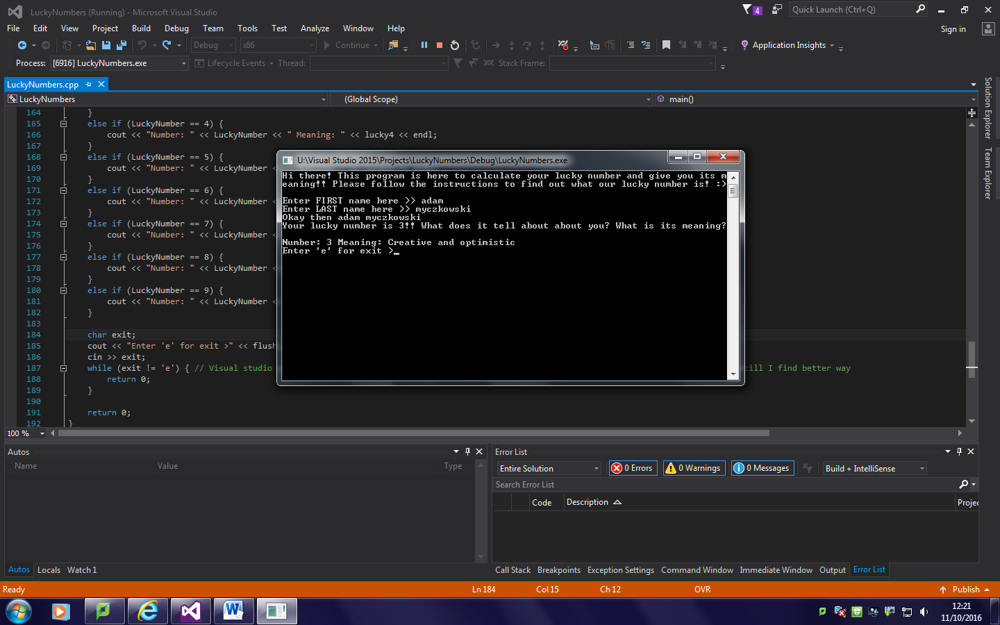 LuckyNumbers (Running) - Microsoft Visual Studio
4
Quick Launch (Ctrl+Q)
File Edit View Project Build Debug Team Tools Test Analyze Window Help
Sign in
Debug x86 Continue Application Insights
Process: [6916] LuckyNumbers.exe Lifecycle Events Thread: Stack Frame:
LuckyNumbers.cpp
LuckyNumbers (Global Scope) main()
164 }
165 else if (LuckyNumber == 4) {
166 cout << "Number: " << LuckyNumber << " Meaning: " << lucky4 << endl;
167 }
168 else if (LuckyNumber == 5) {
169 cout << "Number: " << LuckyNumber <
170 }
171 else if (LuckyNumber == 6) {
172 cout << "Number: " << LuckyNumber <
173 }
174 else if (LuckyNumber == 7) {
175 cout << "Number: " << LuckyNumber <
176 }
177 else if (LuckyNumber == 8) {
178 cout << "Number: " << LuckyNumber <
179 }
180 else if (LuckyNumber == 9) {
181 cout << "Number: " << LuckyNumber <
182 }
183
184 char exit;
185 cout << "Enter 'e' for exit >" << flush
186 cin >> exit;
187 while (exit != 'e') { // Visual studio till I find better way
188 return 0;
189 }
190
191 return 0;
192 }
U:\Visual Studio 2015\Projects\LuckyNumbers\Debug\LuckyNumbers.exe
Hi there! This program is here to calculate your lucky number and give you its m
eaning!! Please follow the instructions to find out what our lucky number is! :)
Enter FIRST name here >> adam
Enter LAST name here >> myczkowski
Okay then adam myczkowski
Your lucky number is 3!! What does it tell about about you? What is its meaning?
Number: 3 Meaning: Creative and optimistic
Enter 'e' for exit >_
Solution Explorer
Team Explorer
100 %
Autos
Name Value Type
Autos Locals Watch 1
Error List
Entire Solution 0 Errors 0 Warnings 0 Messages Build + IntelliSense
Search Error List
Code Description Projec
Call Stack Breakpoints Exception Settings Command Window Immediate Window Output Error List
Ready Ln 184 Col 15 Ch 12 OVR Publish
12:21
11/10/2016